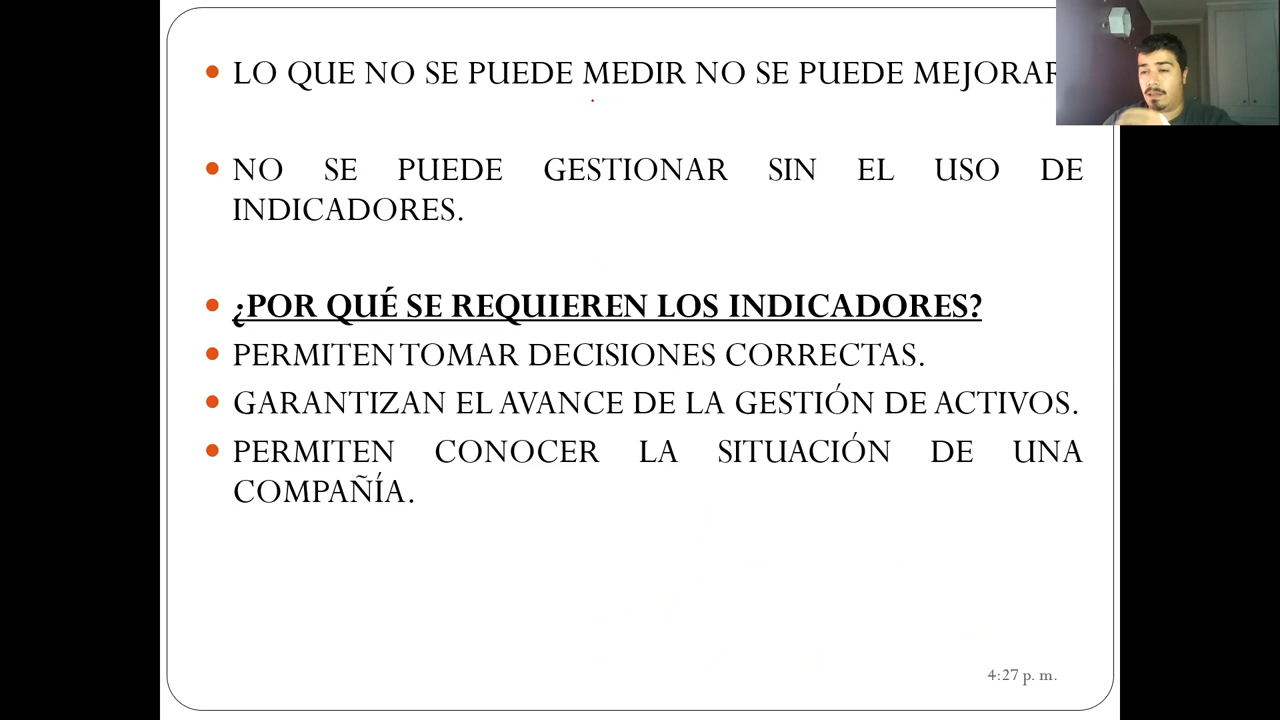 LO QUE NO SE PUEDE MEDIR NO SE PUEDE MEJORAR
NO SE PUEDE GESTIONAR SIN EL USO DE
INDICADORES.
¿POR QUÉ SE REQUIEREN LOS INDICADORES?
PERMITEN TOMAR DECISIONES CORRECTAS.
GARANTIZAN EL AVANCE DE LA GESTIÓN DE ACTIVOS.
PERMITEN CONOCER LA SITUACIÓN DE UNA
COMPAÑÍA.
4:27 p. m.